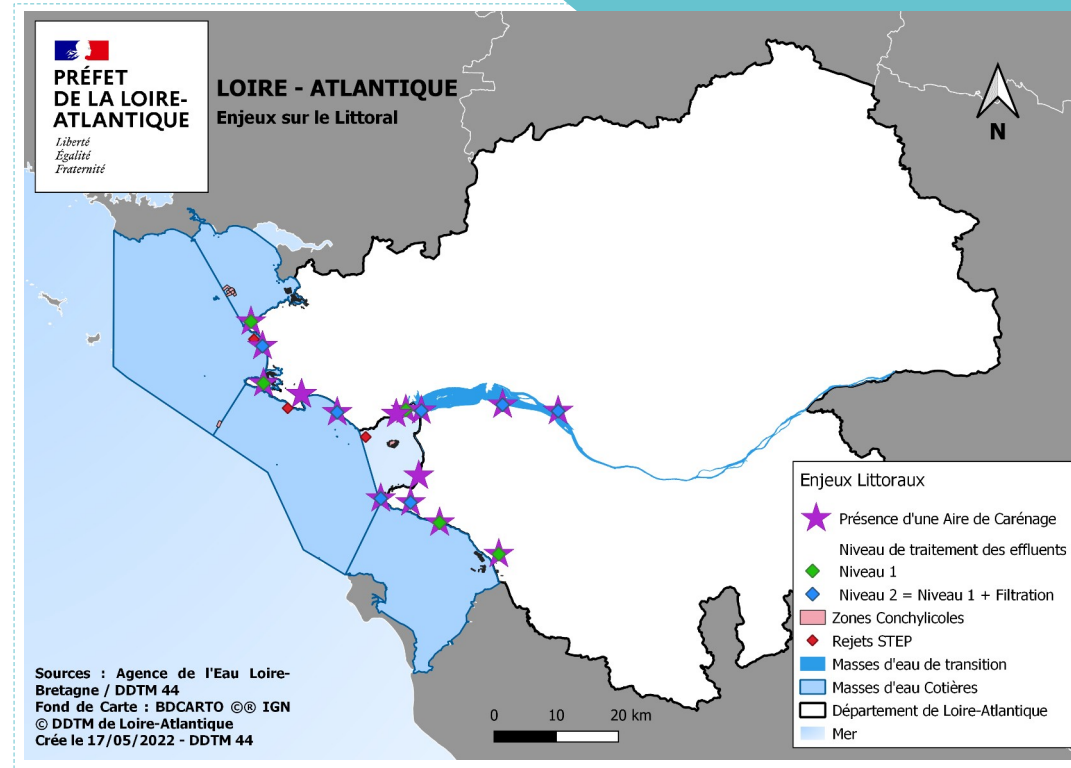 PRÉFET
DE LA LOIRE-
ATLANTIQUE
Liberté
Égalité
Fraternité
LOIRE - ATLANTIQUE
Enjeux sur le Littoral
N
Enjeux Littoraux
Présence d'une Aire de Carénage
Niveau de traitement des effluents
Niveau 1
Niveau 2 = Niveau 1 + Filtration
Zones Conchylicoles
Rejets STEP
Masses d'eau de transition
Masses d'eau Cotières
Département de Loire-Atlantique
Mer
Sources : Agence de l'Eau Loire-
Bretagne / DDTM 44
Fond de Carte : BDCARTO ©® IGN
© DDTM de Loire-Atlantique
Crée le 17/05/2022 - DDTM 44
0 10 20 km